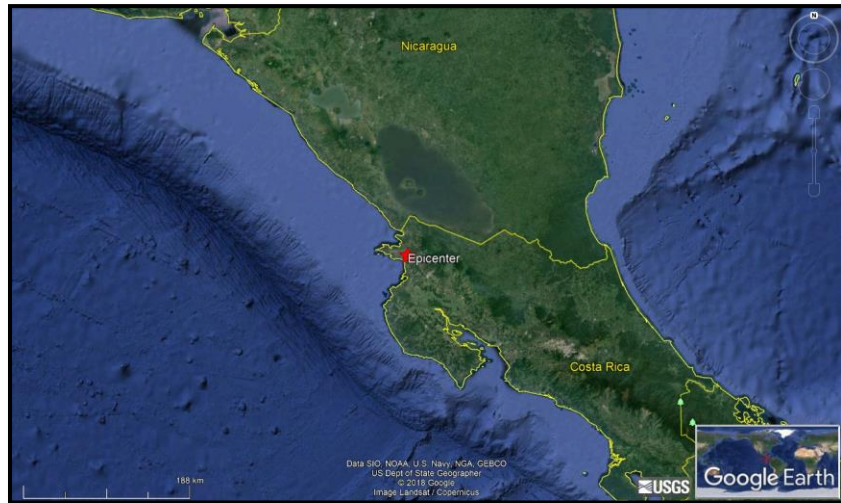 N
Nicaragua
Epicenter
Costa Rica
Data SIO, NOAA, U.S. Navy, NGA, GEBCO
US Dept of State Geographer
© 2018 Google
Image Landsat / Copernicus
188 km
USGS
Google Earth